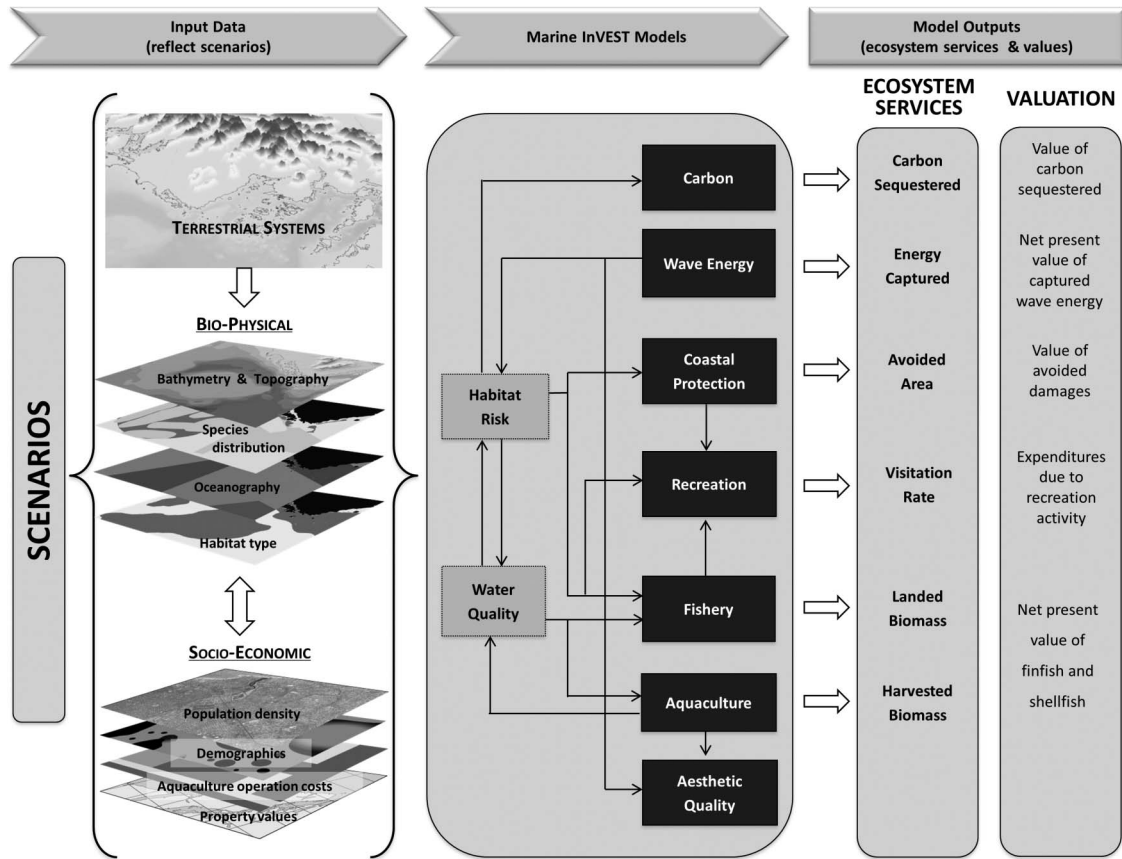 Input Data
(reflect scenarios)
Marine InVEST Models
Model Outputs
(ecosystem services & values)
ECOSYSTEM
SERVICES
VALUATION
SCENARIOS
TERRESTRIAL SYSTEMS
BIO-PHYSICAL
Bathymetry & Topography
Species
distribution
Oceanography
Habitat type
SOCIO-ECONOMIC
Population density
Demographics
Aquaculture operation costs
Property values
Habitat
Risk
Water
Quality
Carbon
Wave Energy
Coastal
Protection
Recreation
Fishery
Aquaculture
Aesthetic
Quality
Carbon
Sequestered
Energy
Captured
Avoided
Area
Visitation
Rate
Landed
Biomass
Harvested
Biomass
Value of
carbon
sequestered
Net present
value of
captured
wave energy
Value of
avoided
damages
Expenditures
due to
recreation
activity
Net present
value of
finfish and
shellfish